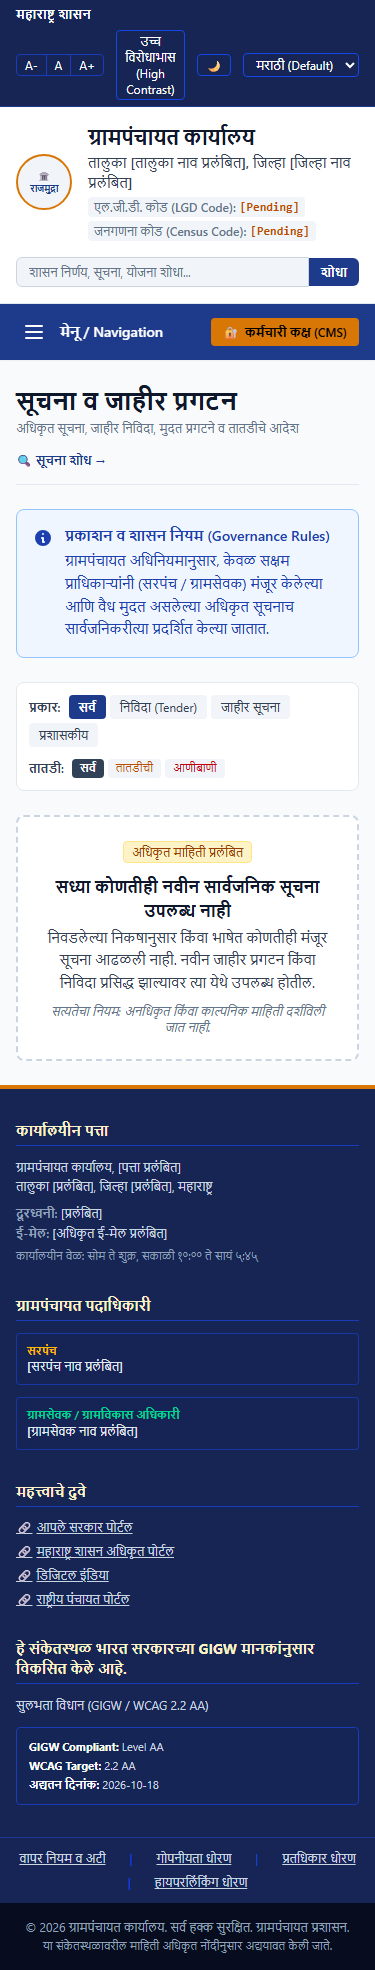 महाराष्ट्र शासन
A- A A+ उच्च विरोधाभास (High Contrast) मराठी (Default)
राजमुद्रा
ग्रामपंचायत कार्यालय
तालुका [तालुका नाव प्रलंबित], जिल्हा [जिल्हा नाव
प्रलंबित]
एल.जी.डी. कोड (LGD Code): [Pending]
जनगणना कोड (Census Code): [Pending]
शासन निर्णय, सूचना, योजना शोधा... शोधा
मेनू / Navigation कर्मचारी कक्ष (CMS)
सूचना व जाहीर प्रगटन
अधिकृत सूचना, जाहीर निविदा, मुदत प्रगटने व तातडीचे आदेश
सूचना शोध →
प्रकाशन व शासन नियम (Governance Rules)
ग्रामपंचायत अधिनियमानुसार, केवळ सक्षम
प्राधिकाऱ्यांनी (सरपंच / ग्रामसेवक) मंजूर केलेल्या
आणि वैध मुदत असलेल्या अधिकृत सूचनाच
सार्वजनिकरीत्या प्रदर्शित केल्या जातात.
प्रकार: सर्व निविदा (Tender) जाहीर सूचना
प्रशासकीय
तातडी: सर्व तातडीची आणीबाणी
अधिकृत माहिती प्रलंबित
सध्या कोणतीही नवीन सार्वजनिक सूचना
उपलब्ध नाही
निवडलेल्या निकषानुसार किंवा भाषेत कोणतीही मंजूर
सूचना आढळली नाही. नवीन जाहीर प्रगटन किंवा
निविदा प्रसिद्ध झाल्यावर त्या येथे उपलब्ध होतील.
सत्यतेचा नियम: अनधिकृत किंवा काल्पनिक माहिती दर्शविली
जात नाही.
कार्यालयीन पत्ता
ग्रामपंचायत कार्यालय, [पत्ता प्रलंबित]
तालुका [प्रलंबित], जिल्हा [प्रलंबित], महाराष्ट्र
दूरध्वनी: [प्रलंबित]
ई-मेल: [अधिकृत ई-मेल प्रलंबित]
कार्यालयीन वेळ: सोम ते शुक्र, सकाळी १०:०० ते सायं ५:४५
ग्रामपंचायत पदाधिकारी
सरपंच
[सरपंच नाव प्रलंबित]
ग्रामसेवक / ग्रामविकास अधिकारी
[ग्रामसेवक नाव प्रलंबित]
महत्त्वाचे दुवे
आपले सरकार पोर्टल
महाराष्ट्र शासन अधिकृत पोर्टल
डिजिटल इंडिया
राष्ट्रीय पंचायत पोर्टल
हे संकेतस्थळ भारत सरकारच्या GIGW मानकांनुसार
विकसित केले आहे.
सुलभता विधान (GIGW / WCAG 2.2 AA)
GIGW Compliant: Level AA
WCAG Target: 2.2 AA
अद्यतन दिनांक: 2026-10-18
वापर नियम व अटी | गोपनीयता धोरण | प्रतधिकार धोरण
| हायपरलिंकिंग धोरण
© 2026 ग्रामपंचायत कार्यालय. सर्व हक्क सुरक्षित. ग्रामपंचायत प्रशासन.
या संकेतस्थळावरील माहिती अधिकृत नोंदीनुसार अद्ययावत केली जाते.